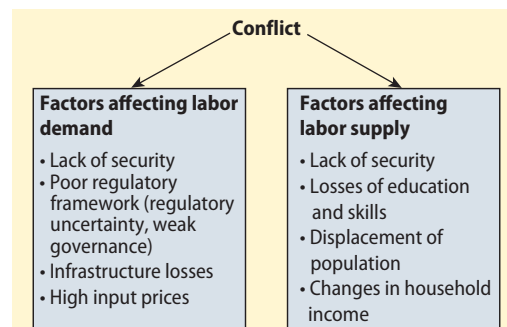 Conflict
Factors affecting labor
demand
• Lack of security
• Poor regulatory
framework (regulatory
uncertainty, weak
governance)
• Infrastructure losses
• High input prices
Factors affecting
labor supply
• Lack of security
• Losses of education
and skills
• Displacement of
population
• Changes in household
income